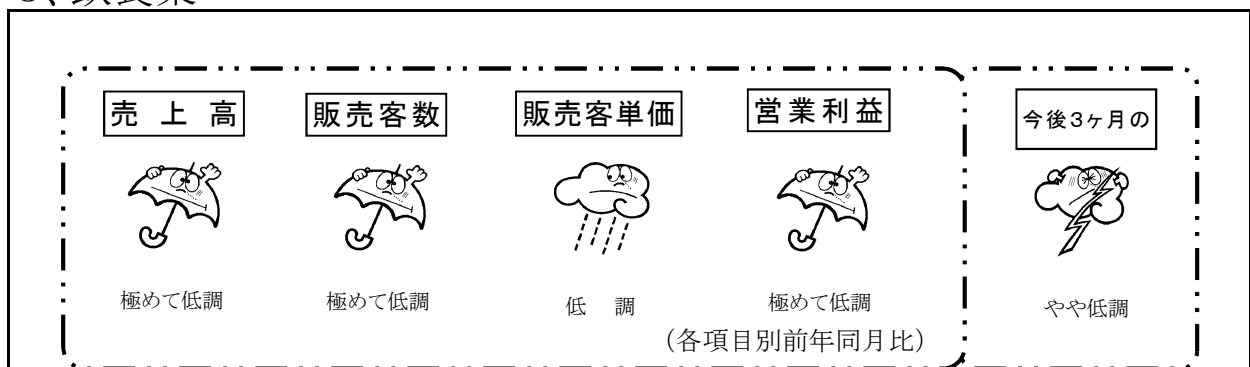 売 上 高
販売客数
販売客単価
営業利益
今後3ヶ月の
極めて低調
極めて低調
低 調
極めて低調
やや低調
(各項目別前年同月比)